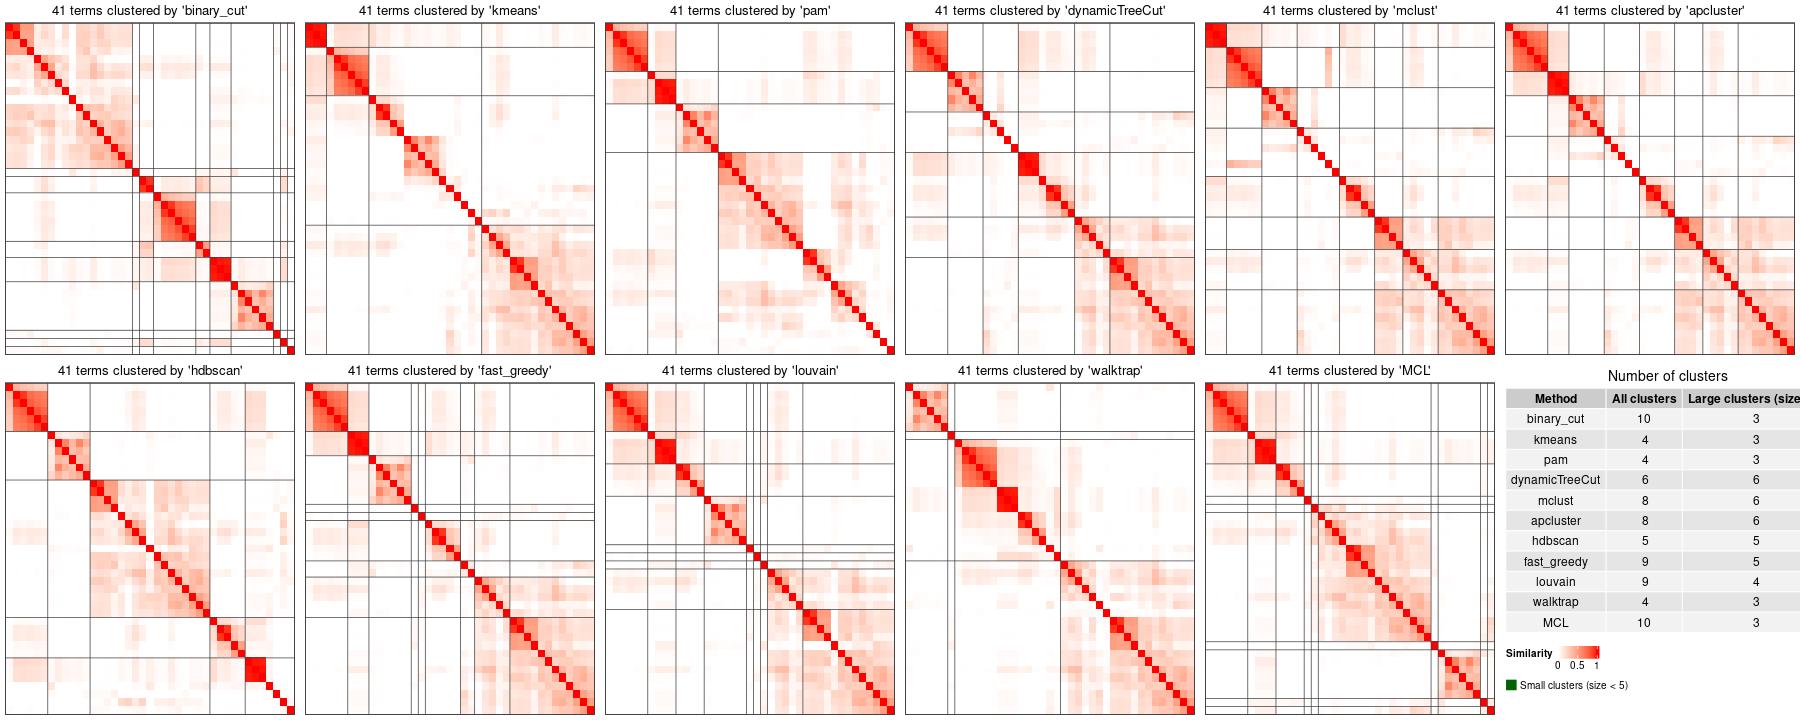 41 terms clustered by 'binary_cut'
41 terms clustered by 'kmeans'
41 terms clustered by 'pam'
41 terms clustered by 'dynamicTreeCut'
41 terms clustered by 'mclust'
41 terms clustered by 'apcluster'
41 terms clustered by 'hdbscan'
41 terms clustered by 'fast_greedy'
41 terms clustered by 'louvain'
41 terms clustered by 'walktrap'
41 terms clustered by 'MCL'
Number of clusters
Method All clusters Large clusters (size
binary_cut 10 3
kmeans 4 3
pam 4 3
dynamicTreeCut 6 6
mclust 8 6
apcluster 8 6
hdbscan 5 5
fast_greedy 9 5
louvain 9 4
walktrap 4 3
MCL 10 3
Similarity
0 0.5 1
Small clusters (size < 5)